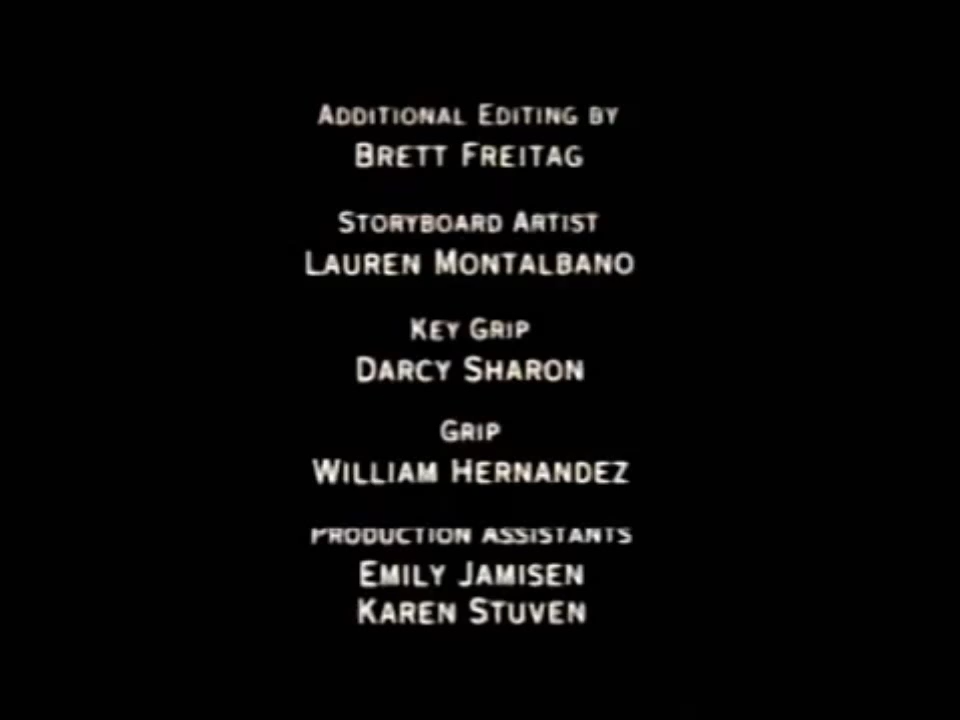 Additional Editing by
Brett Freitag
Storyboard Artist
Lauren Montalbano
Key Grip
Darcy Sharon
Grip
William Hernandez
Production Assistants
Emily Jamisen
Karen Stuven